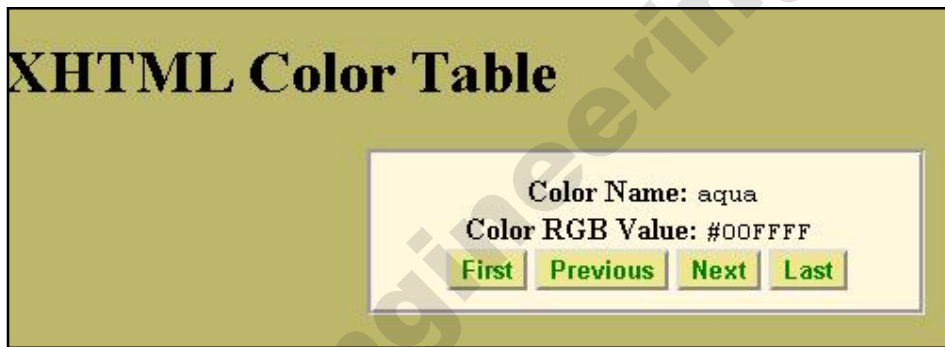 XHTML Color Table
Color Name: aqua
Color RGB Value: #00FFFF
First Previous Next Last